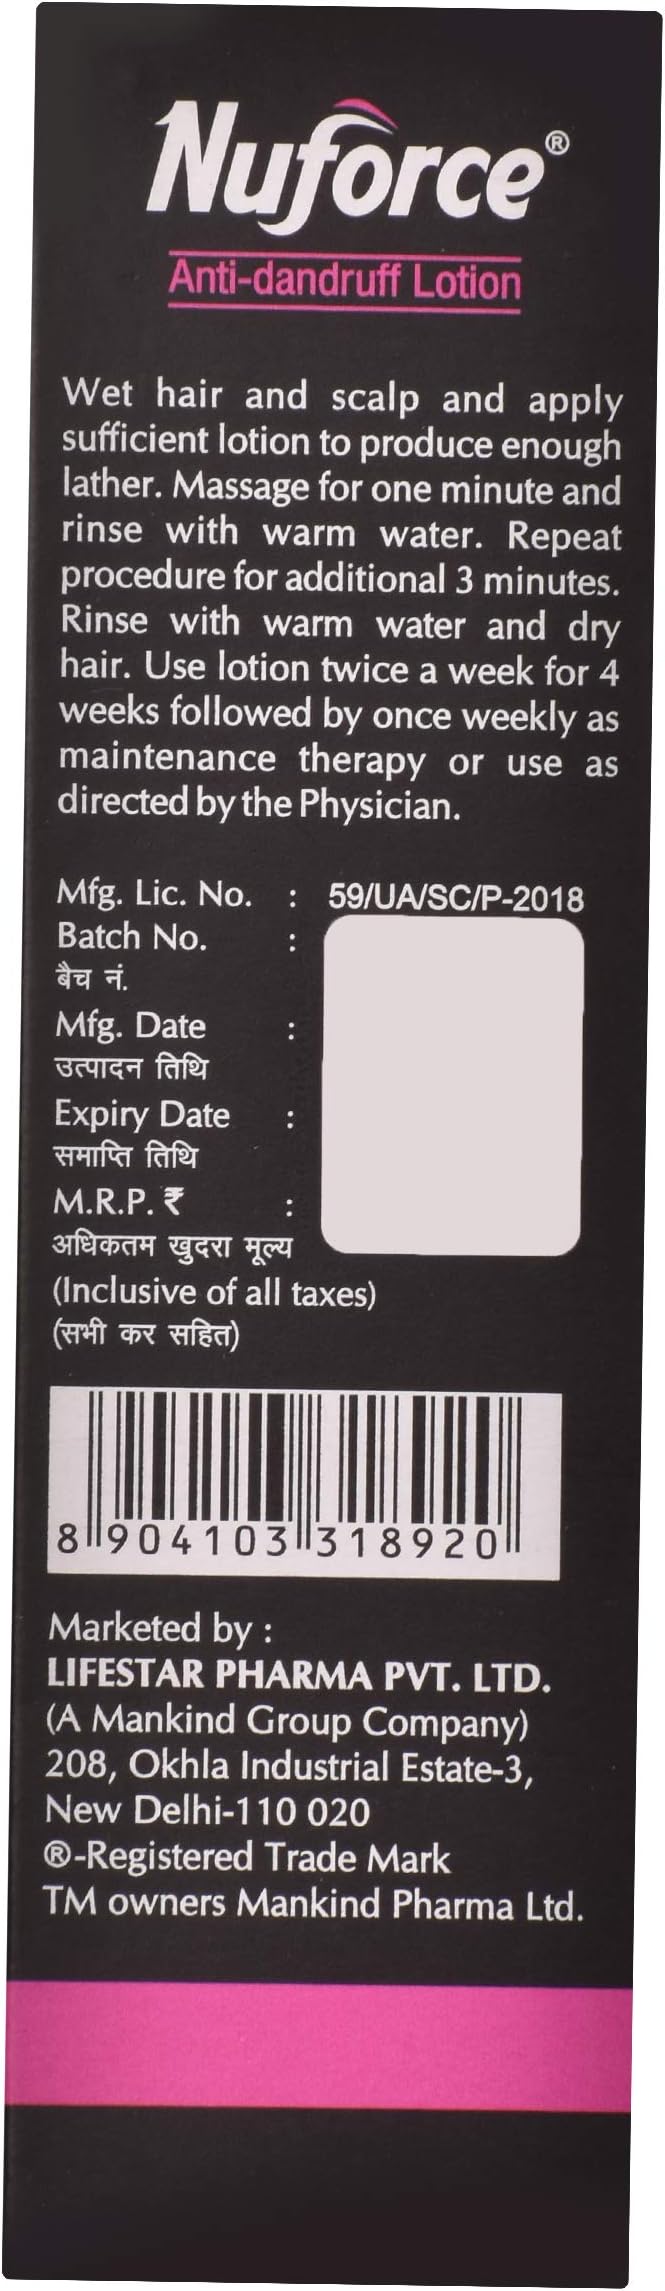 Nuforce®
Anti-dandruff Lotion
Wet hair and scalp and apply
sufficient lotion to produce enough
lather. Massage for one minute and
rinse with warm water. Repeat
procedure for additional 3 minutes.
Rinse with warm water and dry
hair. Use lotion twice a week for 4
weeks followed by once weekly as
maintenance therapy or use as
directed by the Physician.
Mfg. Lic. No. : 59/UA/SC/P-2018
Batch No. :
बैच नं.
Mfg. Date :
उत्पादन तिथि
Expiry Date :
समाप्ति तिथि
M.R.P. ₹ :
अधिकतम खुदरा मूल्य
(Inclusive of all taxes)
(सभी कर सहित)
8 904103 318920
Marketed by :
LIFESTAR PHARMA PVT. LTD.
(A Mankind Group Company)
208, Okhla Industrial Estate-3,
New Delhi-110 020
®-Registered Trade Mark
TM owners Mankind Pharma Ltd.